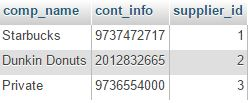 comp_name cont_info supplier_id
Starbucks 9737472717 1
Dunkin Donuts 2012832665 2
Private 9736554000 3